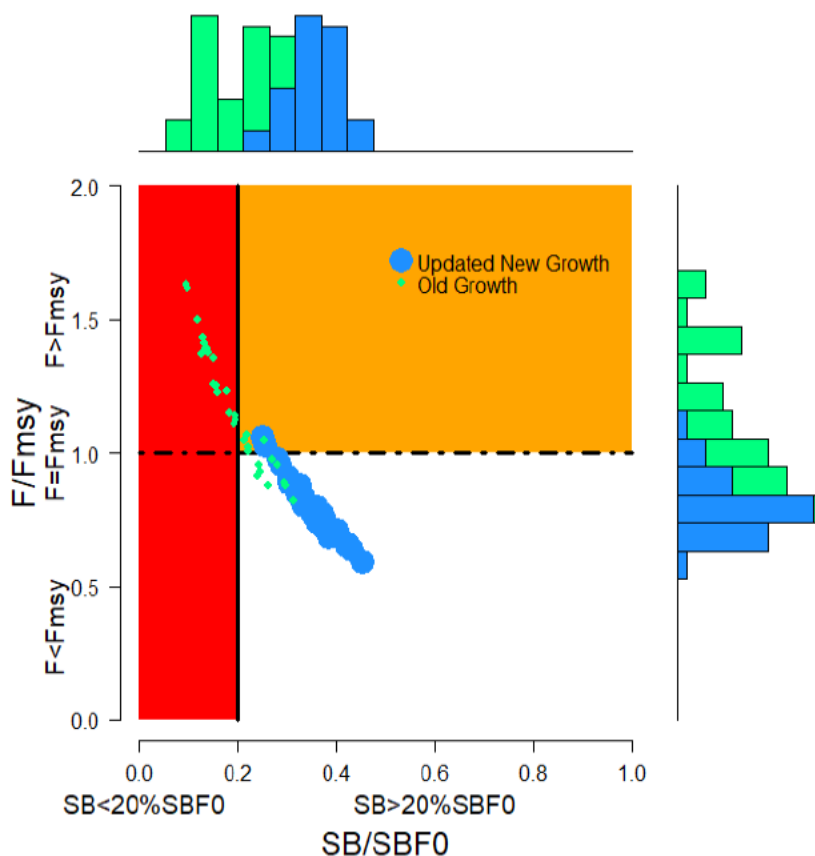 2.0
Updated New Growth
Old Growth
F>Fmsy
1.5
F/Fmsy
F=Fmsy
1.0
0.5
F<Fmsy
0.0
0.0 0.2 0.4 0.6 0.8 1.0
SB<20%SBF0 SB>20%SBF0
SB/SBF0